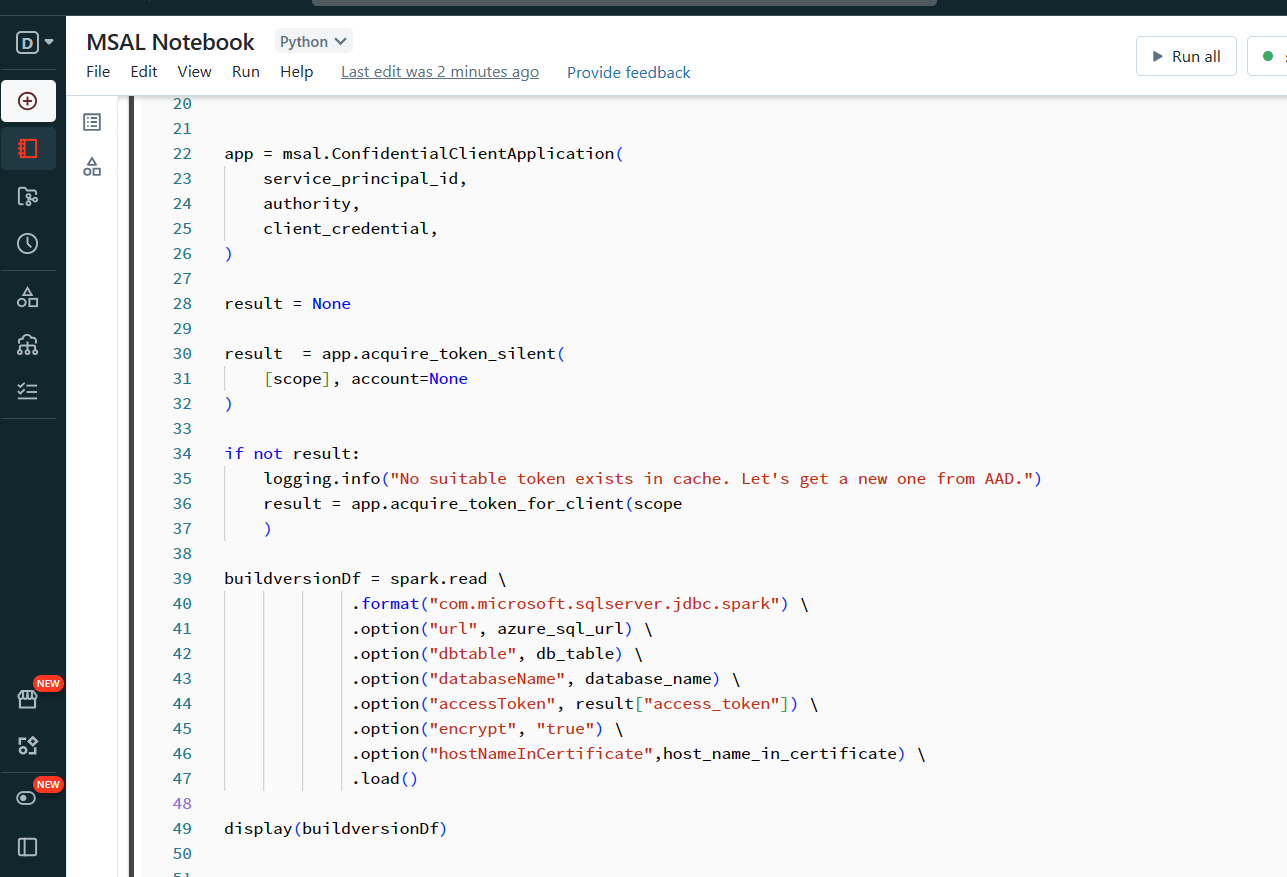 D
MSAL Notebook
Python
File Edit View Run Help Last edit was 2 minutes ago Provide feedback
Run all
20
21
22 app = msal.ConfidentialClientApplication(
23 service_principal_id,
24 authority,
25 client_credential,
26 )
27
28 result = None
29
30 result  = app.acquire_token_silent(
31 [scope], account=None
32 )
33
34 if not result:
35 logging.info("No suitable token exists in cache. Let's get a new one from AAD.")
36 result = app.acquire_token_for_client(scope
37 )
38
39 buildversionDf = spark.read \
40 .format("com.microsoft.sqlserver.jdbc.spark") \
41 .option("url", azure_sql_url) \
42 .option("dbtable", db_table) \
43 .option("databaseName", database_name) \
44 .option("accessToken", result["access_token"]) \
45 .option("encrypt", "true") \
46 .option("hostNameInCertificate",host_name_in_certificate) \
47 .load()
48
49 display(buildversionDf)
50
NEW
NEW